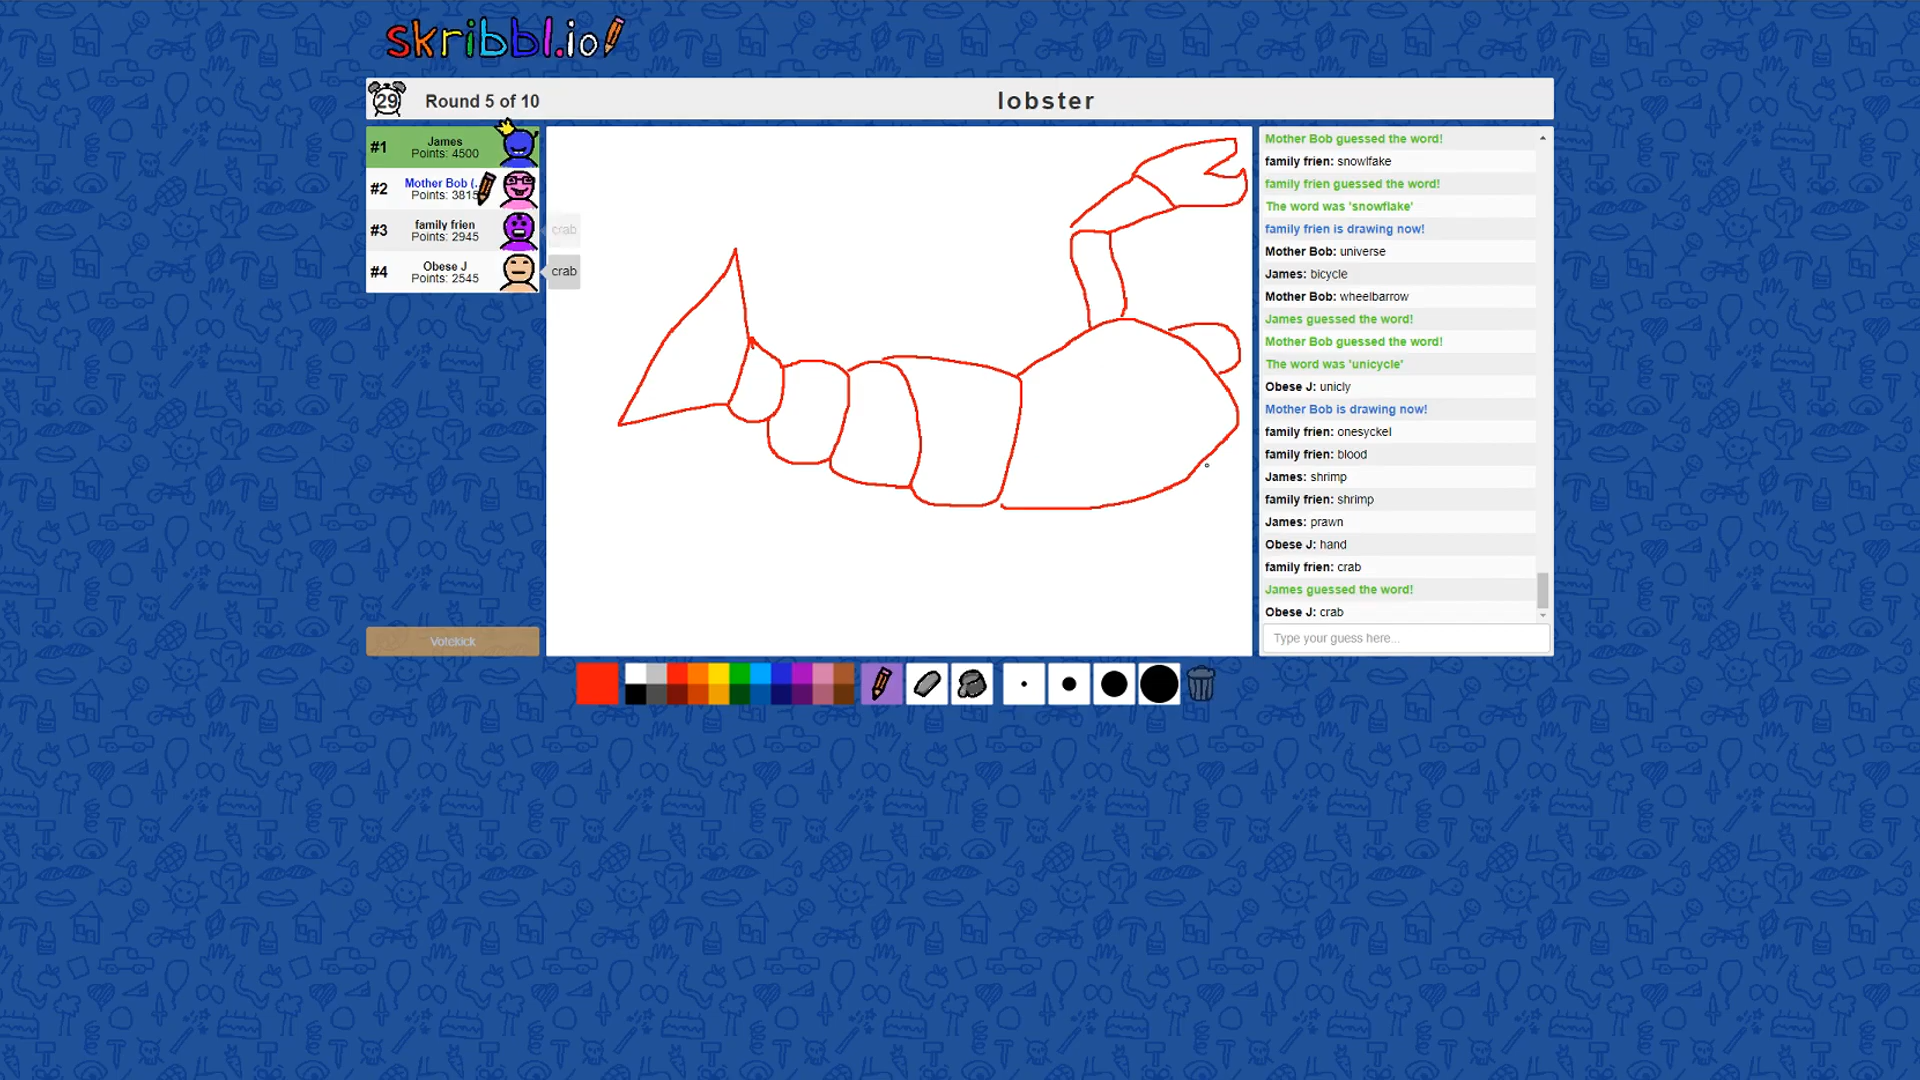 skribbl.io
29
Round 5 of 10
lobster
#1
James
Points: 4500
#2
Mother Bob (.
Points: 3815
#3
family frien
Points: 2945
crab
#4
Obese J
Points: 2545
crab
Votekick
Mother Bob guessed the word!
family frien: snowlfake
family frien guessed the word!
The word was 'snowflake'
family frien is drawing now!
Mother Bob: universe
James: bicycle
Mother Bob: wheelbarrow
James guessed the word!
Mother Bob guessed the word!
The word was 'unicycle'
Obese J: unicly
Mother Bob is drawing now!
family frien: onesyckel
family frien: blood
James: shrimp
family frien: shrimp
James: prawn
Obese J: hand
family frien: crab
James guessed the word!
Obese J: crab
Type your guess here...